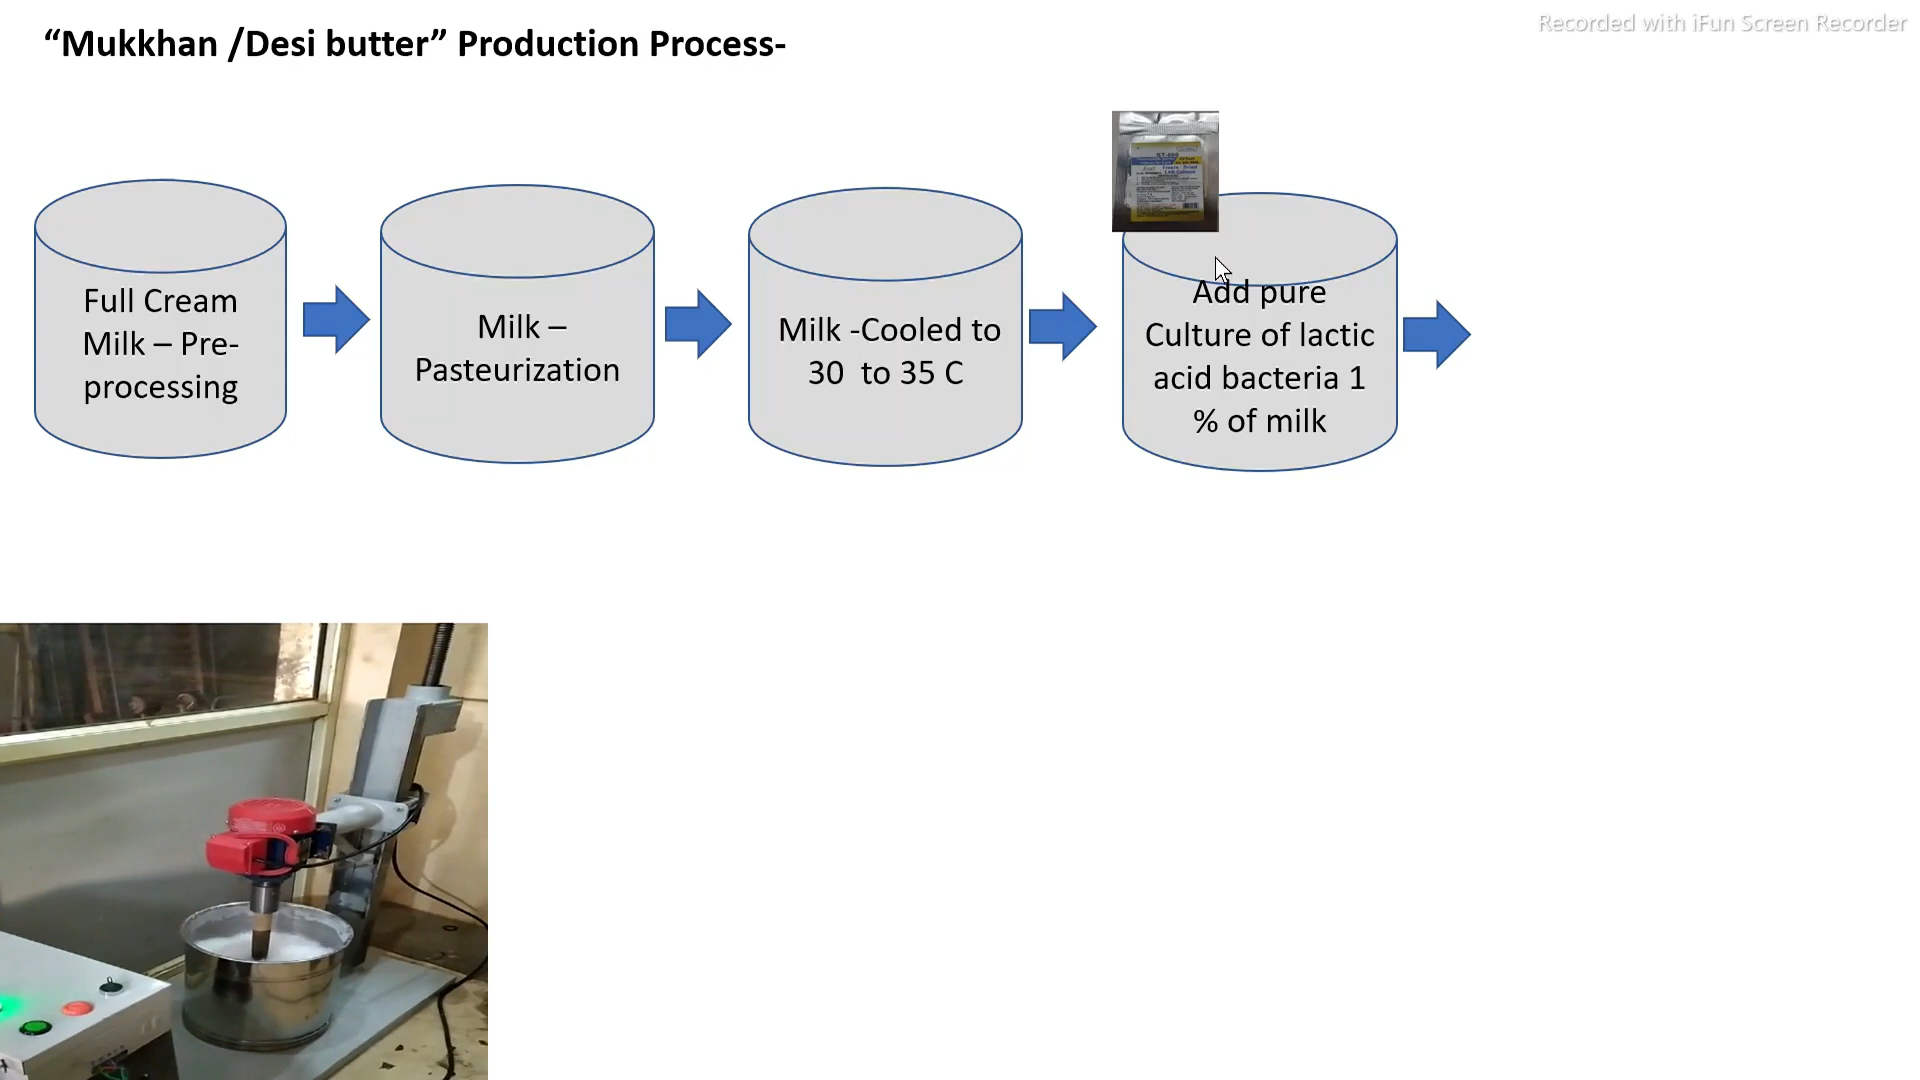 “Mukkhan /Desi butter” Production Process-
Recorded with iFun Screen Recorder
Full Cream
Milk – Pre-
processing
Milk –
Pasteurization
Milk -Cooled to
30 to 35 C
Add pure
Culture of lactic
acid bacteria 1
% of milk